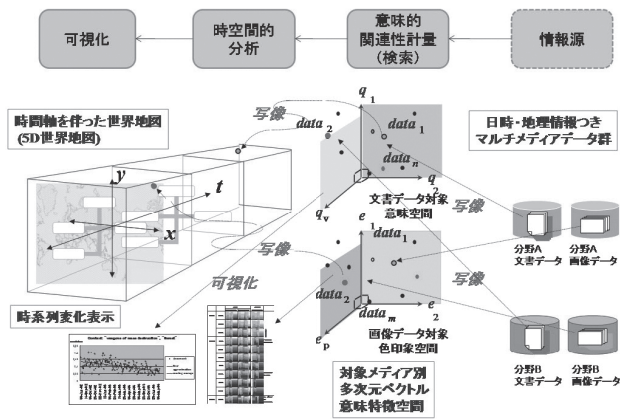 可視化
時空間的
分析
意味的
関連性計量
(検索)
情報源
時間軸を伴った世界地図
(5D世界地図)
日時・地理情報つき
マルチメディアデータ群
写像
data 2
q 1
data 1
data n
q 2
q v
文書データ対象
意味空間
写像
y
t
x
写像
可視化
e 1
data 1
data 2
data m
e 2
e p
画像データ対象
色印象空間
写像
分野A
文書データ
分野A
画像データ
分野B
文書データ
分野B
画像データ
時系列変化表示
対象メディア別
多次元ベクトル
意味特徴空間